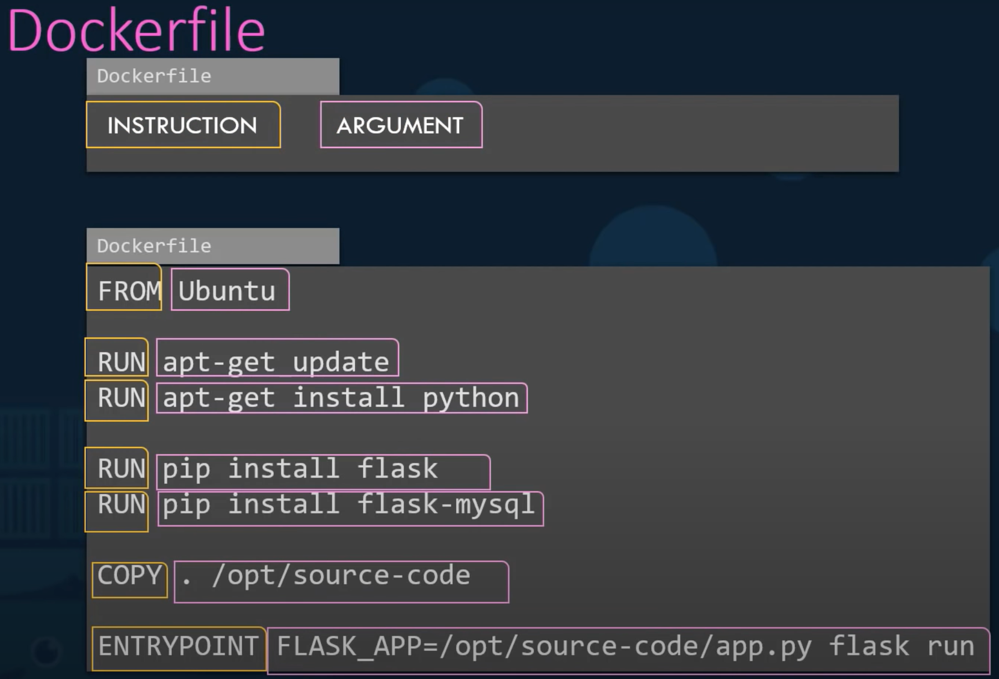 Dockerfile
Dockerfile
INSTRUCTION ARGUMENT
Dockerfile
FROM Ubuntu
RUN apt-get update
RUN apt-get install python
RUN pip install flask
RUN pip install flask-mysql
COPY . /opt/source-code
ENTRYPOINT FLASK_APP=/opt/source-code/app.py flask run